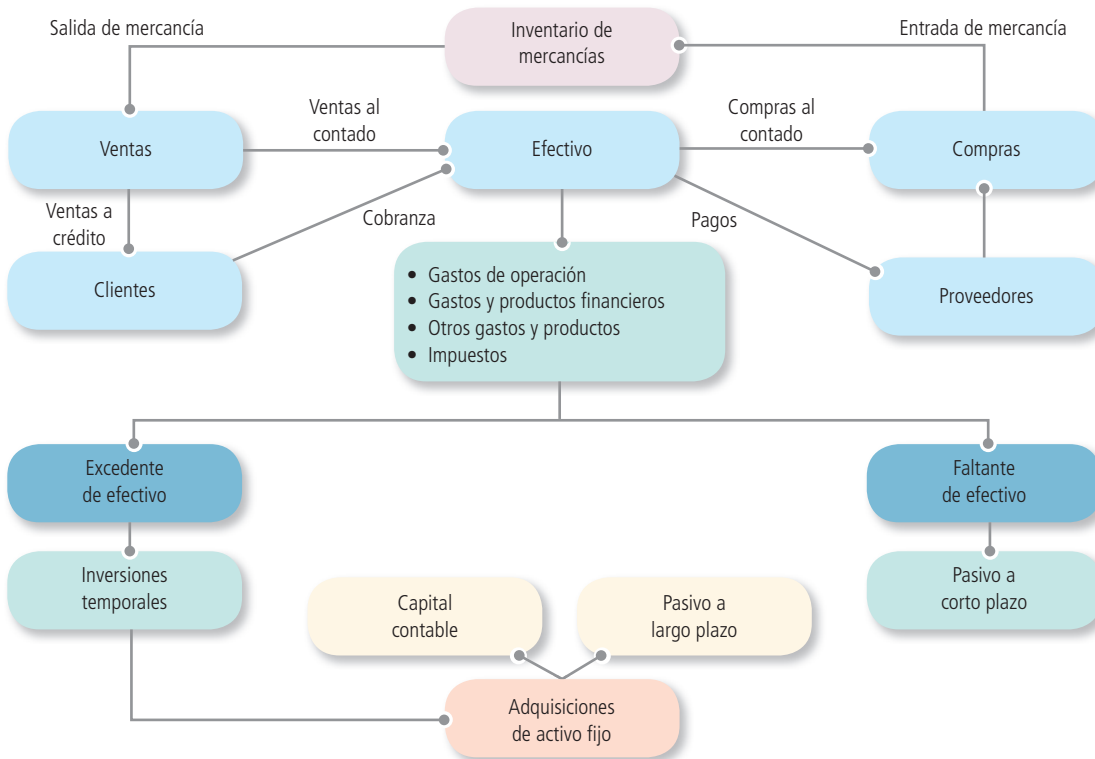 Salida de mercancía
Inventario de
mercancías
Entrada de mercancía
Ventas
Ventas al
contado
Efectivo
Compras al
contado
Compras
Ventas a
crédito
Cobranza
Pagos
Clientes
• Gastos de operación
• Gastos y productos financieros
• Otros gastos y productos
• Impuestos
Proveedores
Excedente
de efectivo
Faltante
de efectivo
Inversiones
temporales
Capital
contable
Pasivo a
largo plazo
Pasivo a
corto plazo
Adquisiciones
de activo fijo